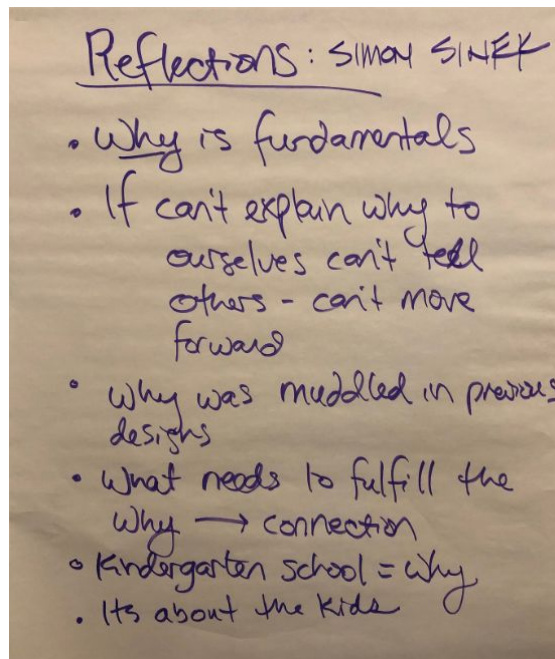 Reflections: SIMON SINEK
• Why is fundamentals
• If can't explain why to
ourselves can't tell
others - can't move
forward
• why was muddled in previous
designs
• What needs to fulfill the
why → connection
• Kindergarten school = why
• Its about the kids